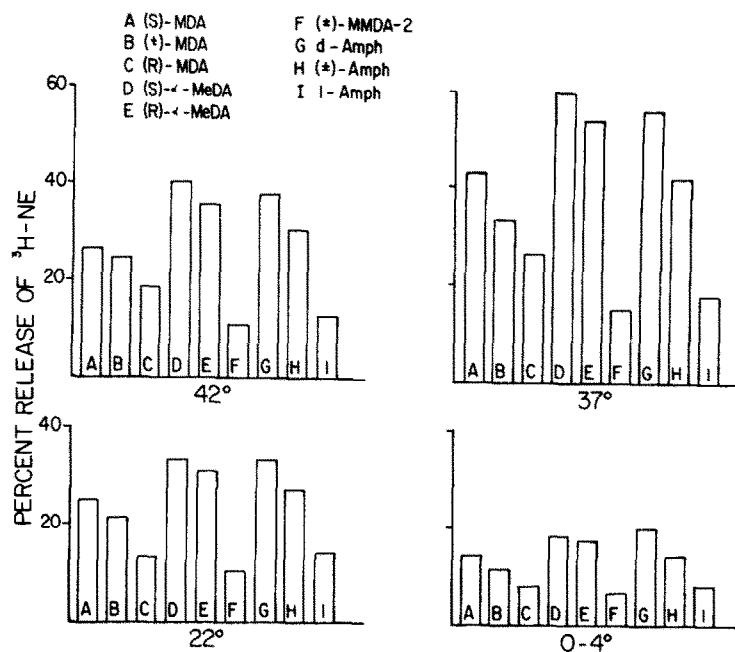 A (S)-MDA
B (+)-MDA
C (R)-MDA
D (S)-α-MeDA
E (R)-α-MeDA
F (*)-MMDA-2
G d-Amph
H (*)-Amph
I l-Amph
PERCENT RELEASE OF ³H-NE
60
40
20
A B C D E F G H I
42°
A B C D E F G H I
37°
40
20
A B C D E F G H I
22°
A B C D E F G H I
0-4°